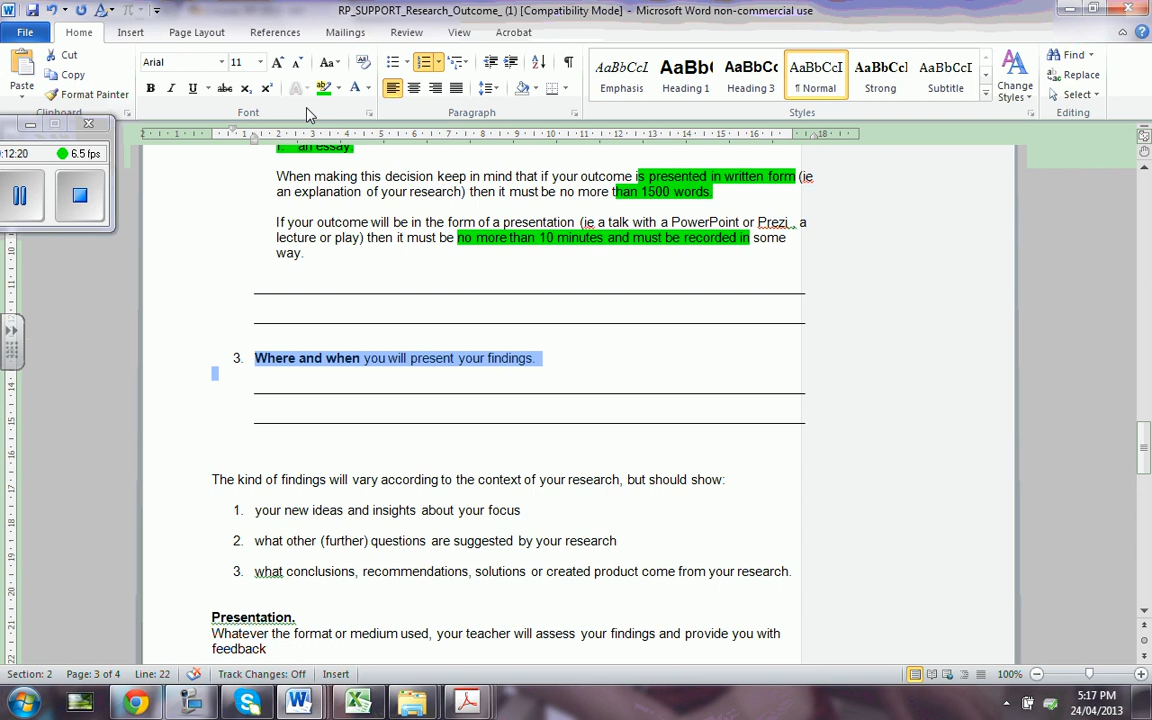 RP_SUPPORT_Research_Outcome_ (1) [Compatibility Mode] - Microsoft Word non-commercial use
File Home Insert Page Layout References Mailings Review View Acrobat
Cut
Copy
Format Painter
Paste
Clipboard
Arial 11
Font
Paragraph
AaBbCcI AaBb( AaBbCc AaBbCcI AaBbCcI AaBbCcI
Emphasis Heading 1 Heading 3 ¶ Normal Strong Subtitle
Styles
Change Styles
Find
Replace
Select
Editing
:12:20 6.5 fps
i. an essay.
When making this decision keep in mind that if your outcome is presented in written form (ie
an explanation of your research) then it must be no more than 1500 words.
If your outcome will be in the form of a presentation (ie a talk with a PowerPoint or Prezi , a
lecture or play) then it must be no more than 10 minutes and must be recorded in some
way.
3. Where and when you will present your findings.
The kind of findings will vary according to the context of your research, but should show:
1. your new ideas and insights about your focus
2. what other (further) questions are suggested by your research
3. what conclusions, recommendations, solutions or created product come from your research.
Presentation.
Whatever the format or medium used, your teacher will assess your findings and provide you with
feedback
Section: 2 Page: 3 of 4 Line: 22 Track Changes: Off Insert 100%
5:17 PM
24/04/2013